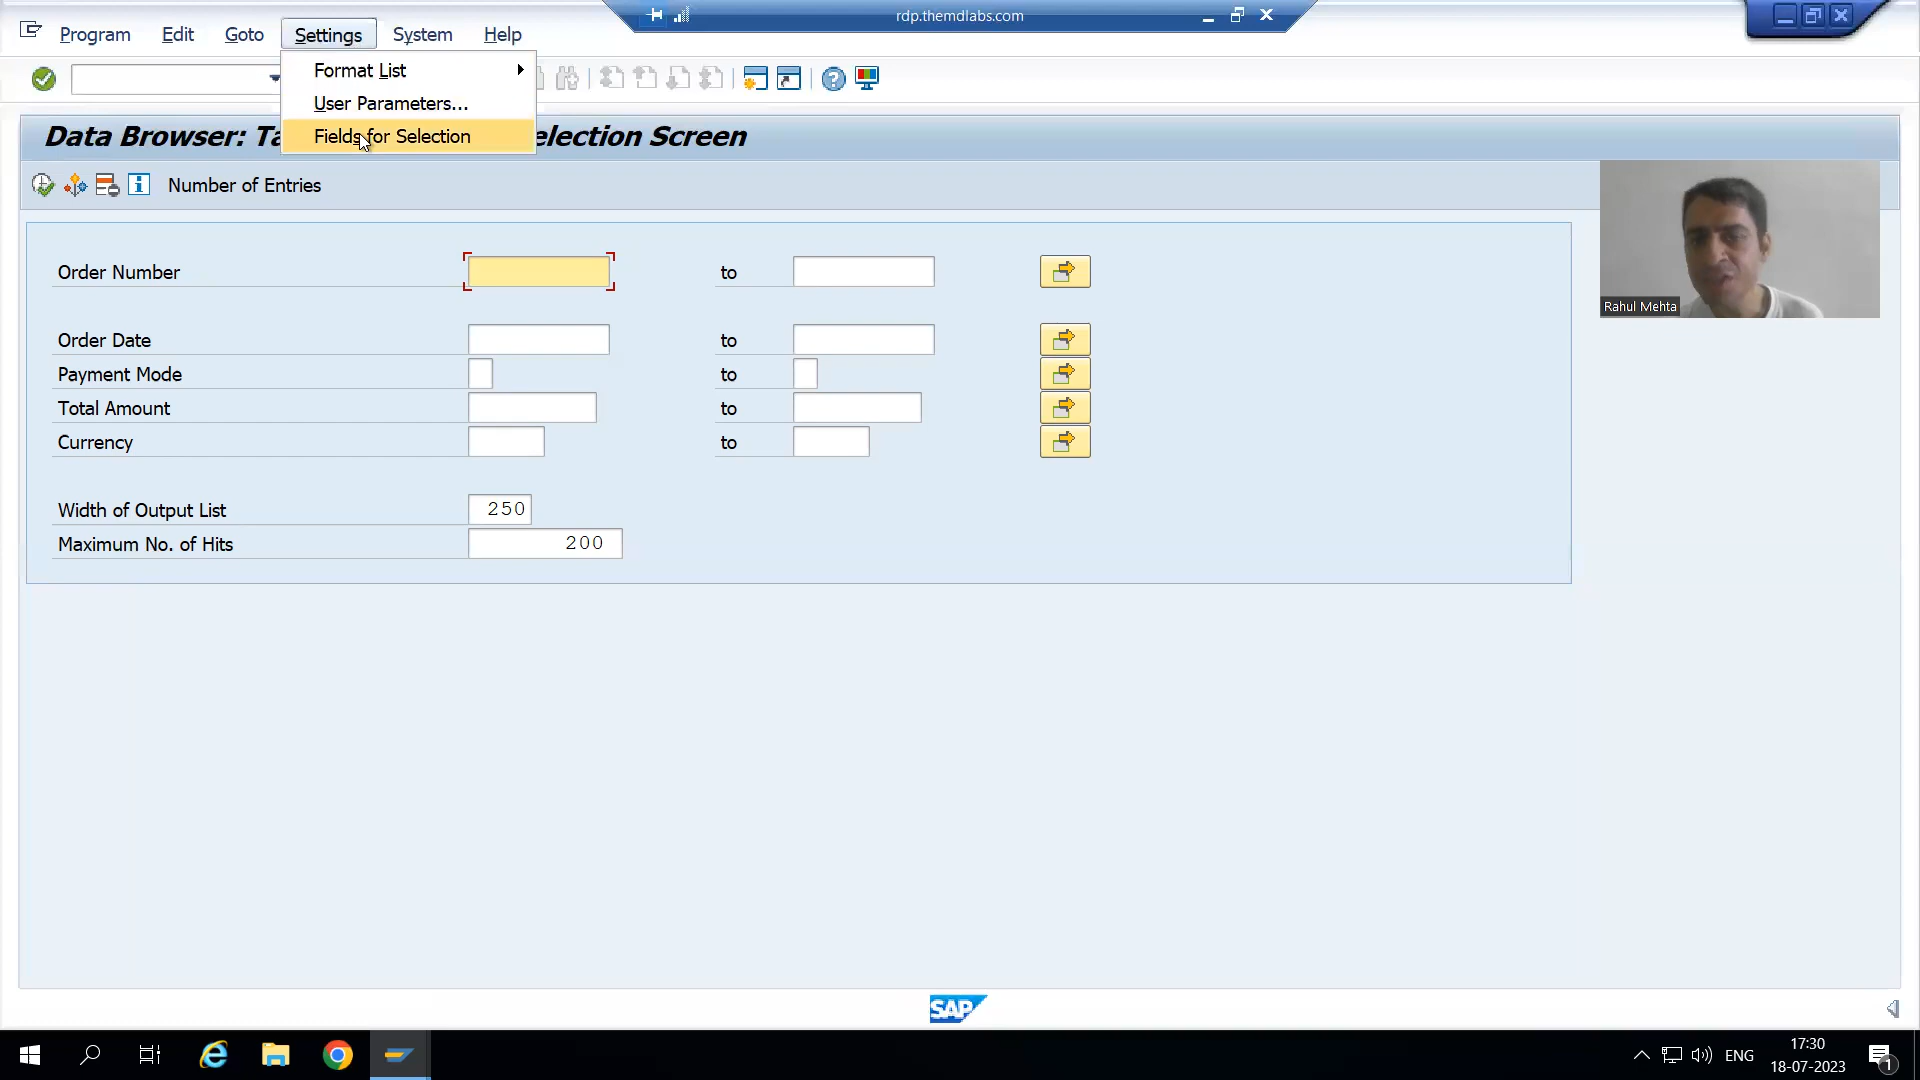 rdp.themdlabs.com
Program Edit Goto Settings System Help
Format List
User Parameters...
Fields for Selection
Data Browser: Ta election Screen
Number of Entries
Rahul Mehta
Order Number to
Order Date to
Payment Mode to
Total Amount to
Currency to
Width of Output List 250
Maximum No. of Hits 200
SAP
ENG
17:30
18-07-2023
1